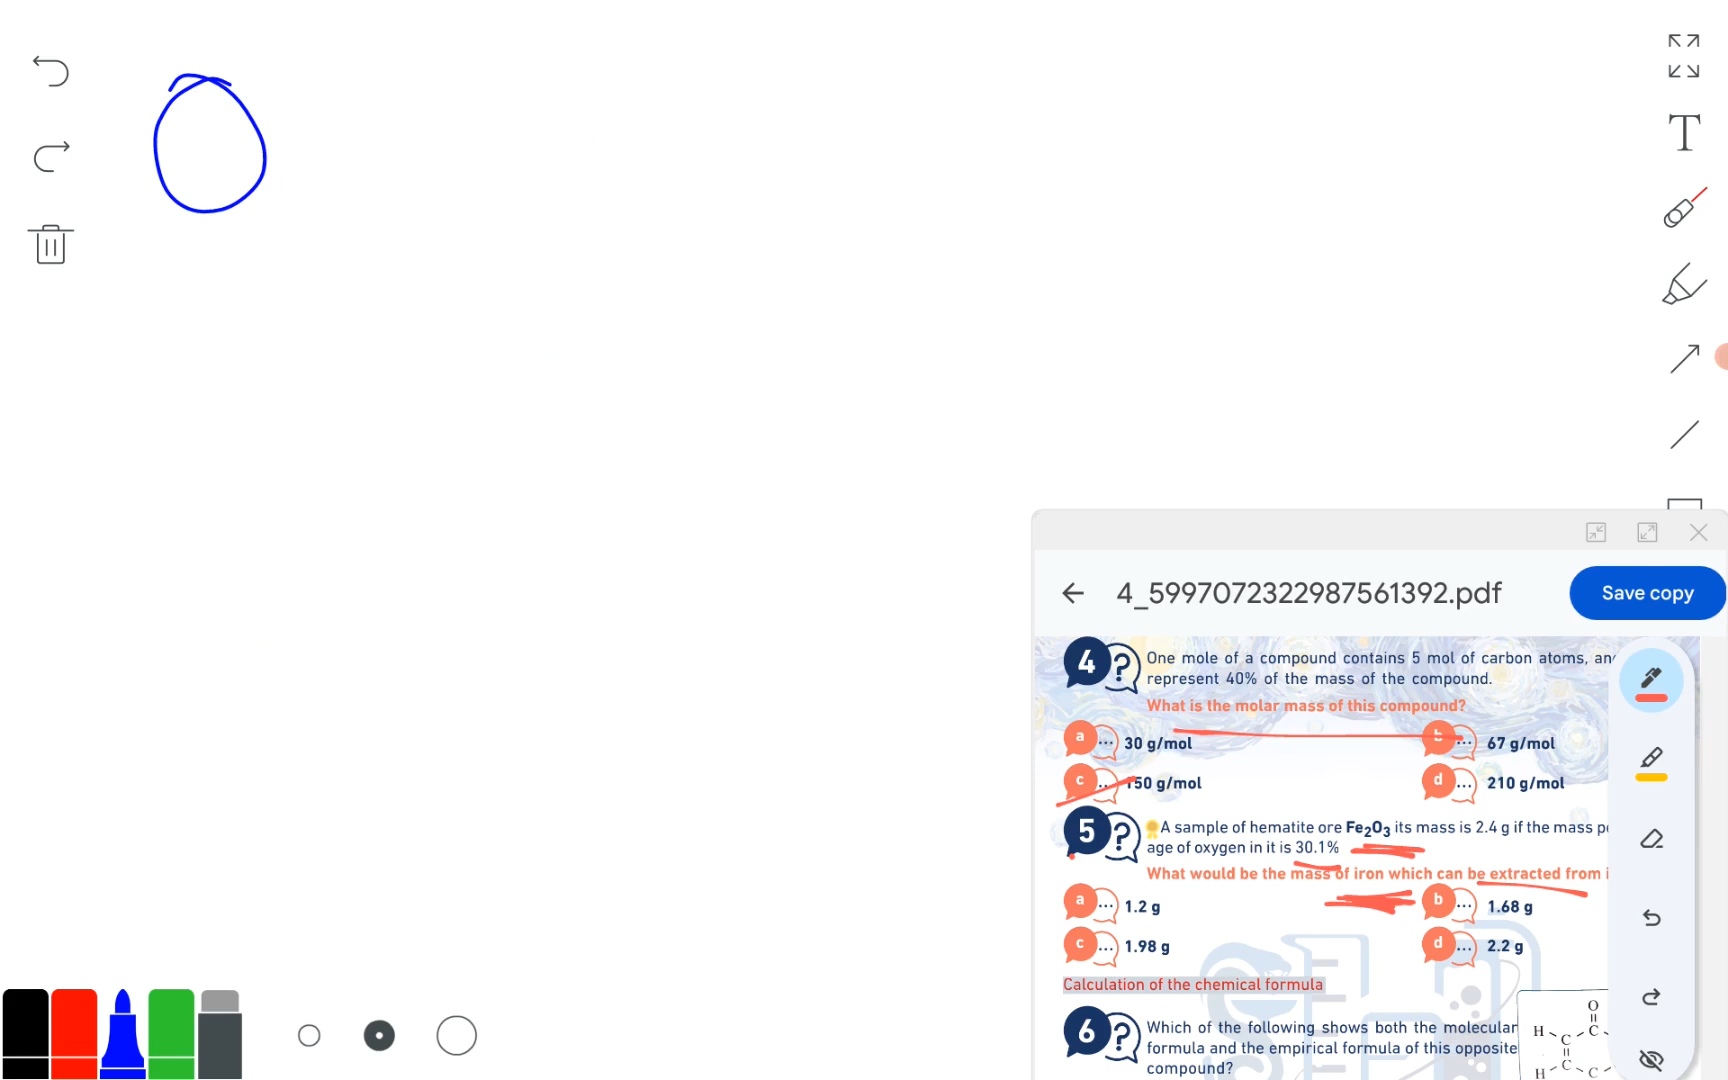 T
4_5997072322987561392.pdf
Save copy
4 ? One mole of a compound contains 5 mol of carbon atoms,
represent 40% of the mass of the compound.
What is the molar mass of this compound?
a ... 30 g/mol
b ... 67 g/mol
c ... 150 g/mol
d ... 210 g/mol
5 ? A sample of hematite ore Fe₂O₃ its mass is 2.4 g if the mass
age of oxygen in it is 30.1%
What would be the mass of iron which can be extracted from
a ... 1.2 g
b ... 1.68 g
c ... 1.98 g
d ... 2.2 g
Calculation of the chemical formula
6 ? Which of the following shows both the molecular
formula and the empirical formula of this opposite
compound?
O
H C
C
C
H C